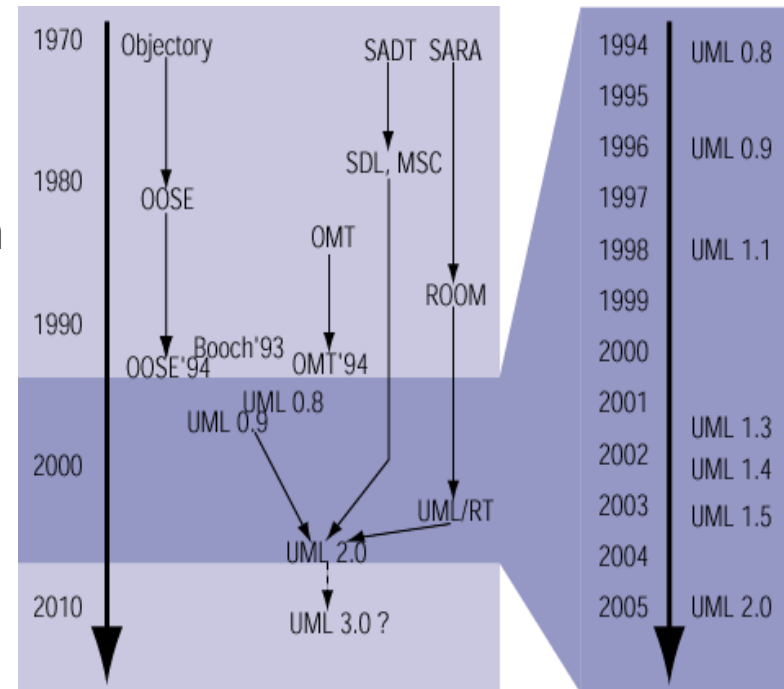 1970
Objectory
SADT SARA
SDL, MSC
1980
OOSE
OMT
ROOM
1990
Booch'93
OOSE'94
OMT'94
UML 0.8
UML 0.9
2000
UML/RT
UML 2.0
2010
UML 3.0 ?
1994 UML 0.8
1995
1996 UML 0.9
1997
1998 UML 1.1
1999
2000
2001
UML 1.3
2002
UML 1.4
2003
UML 1.5
2004
2005 UML 2.0